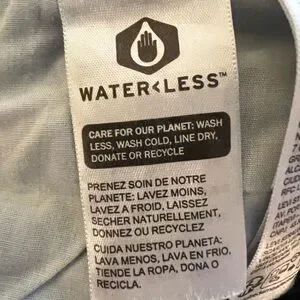 WATER<LESS™
CARE FOR OUR PLANET: WASH
LESS, WASH COLD, LINE DRY,
DONATE OR RECYCLE
PRENEZ SOIN DE NOTRE
PLANETE: LAVEZ MOINS,
LAVEZ A FROID, LAISSEZ
SECHER NATURELLEMENT,
DONNEZ OU RECYCLEZ
CUIDA NUESTRO PLANETA:
LAVA MENOS, LAVA EN FRIO,
TIENDE LA ROPA, DONA O
RECICLA.